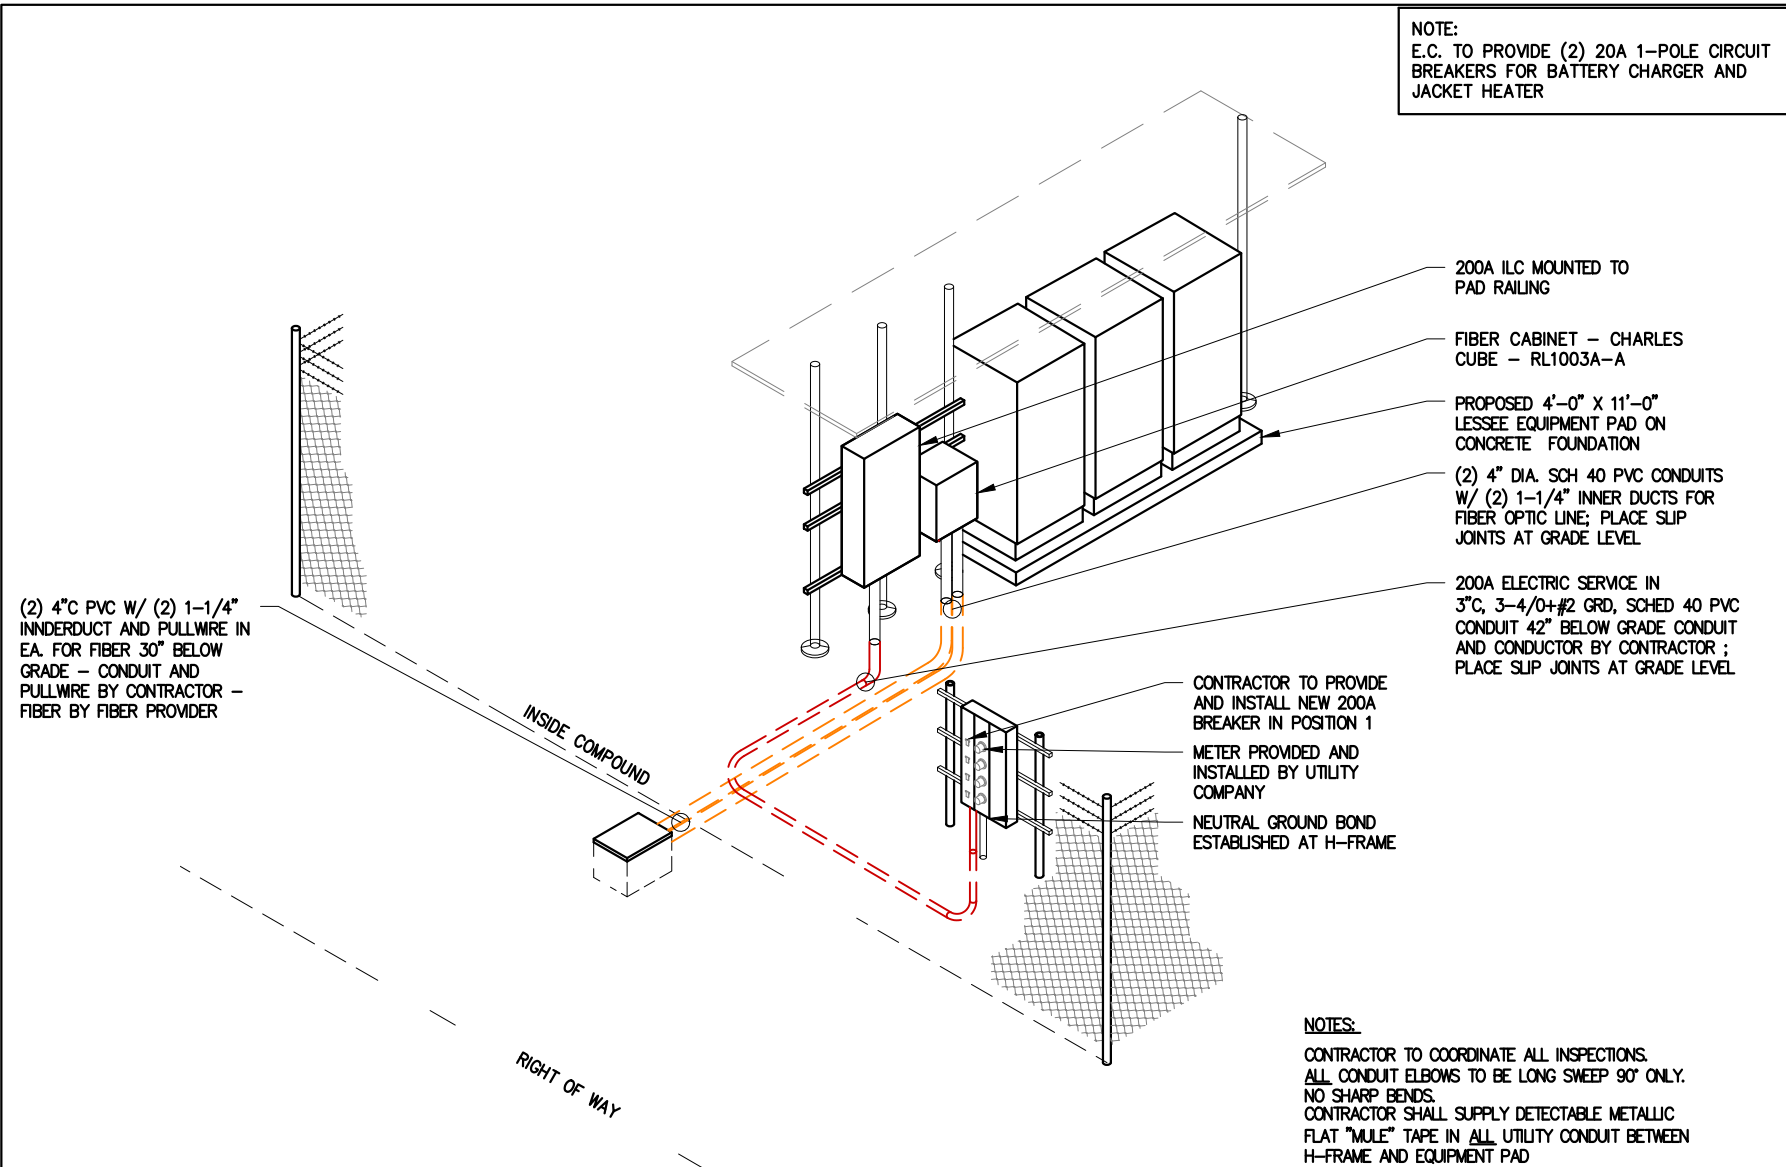 NOTE:
E.C. TO PROVIDE (2) 20A 1-POLE CIRCUIT
BREAKERS FOR BATTERY CHARGER AND
JACKET HEATER
200A ILC MOUNTED TO
PAD RAILING
FIBER CABINET - CHARLES
CUBE - RL1003A-A
PROPOSED 4'-0" X 11'-0"
LESSEE EQUIPMENT PAD ON
CONCRETE FOUNDATION
(2) 4" DIA. SCH 40 PVC CONDUITS
W/ (2) 1-1/4" INNER DUCTS FOR
FIBER OPTIC LINE; PLACE SLIP
JOINTS AT GRADE LEVEL
200A ELECTRIC SERVICE IN
3"C, 3-4/0+#2 GRD, SCHED 40 PVC
CONDUIT 42" BELOW GRADE CONDUIT
AND CONDUCTOR BY CONTRACTOR ;
PLACE SLIP JOINTS AT GRADE LEVEL
(2) 4"C PVC W/ (2) 1-1/4"
INNDERDUCT AND PULLWIRE IN
EA. FOR FIBER 30" BELOW
GRADE - CONDUIT AND
PULLWIRE BY CONTRACTOR -
FIBER BY FIBER PROVIDER
INSIDE COMPOUND
CONTRACTOR TO PROVIDE
AND INSTALL NEW 200A
BREAKER IN POSITION 1
METER PROVIDED AND
INSTALLED BY UTILITY
COMPANY
NEUTRAL GROUND BOND
ESTABLISHED AT H-FRAME
RIGHT OF WAY
NOTES:
CONTRACTOR TO COORDINATE ALL INSPECTIONS.
ALL CONDUIT ELBOWS TO BE LONG SWEEP 90° ONLY.
NO SHARP BENDS.
CONTRACTOR SHALL SUPPLY DETECTABLE METALLIC
FLAT "MULE" TAPE IN ALL UTILITY CONDUIT BETWEEN
H-FRAME AND EQUIPMENT PAD